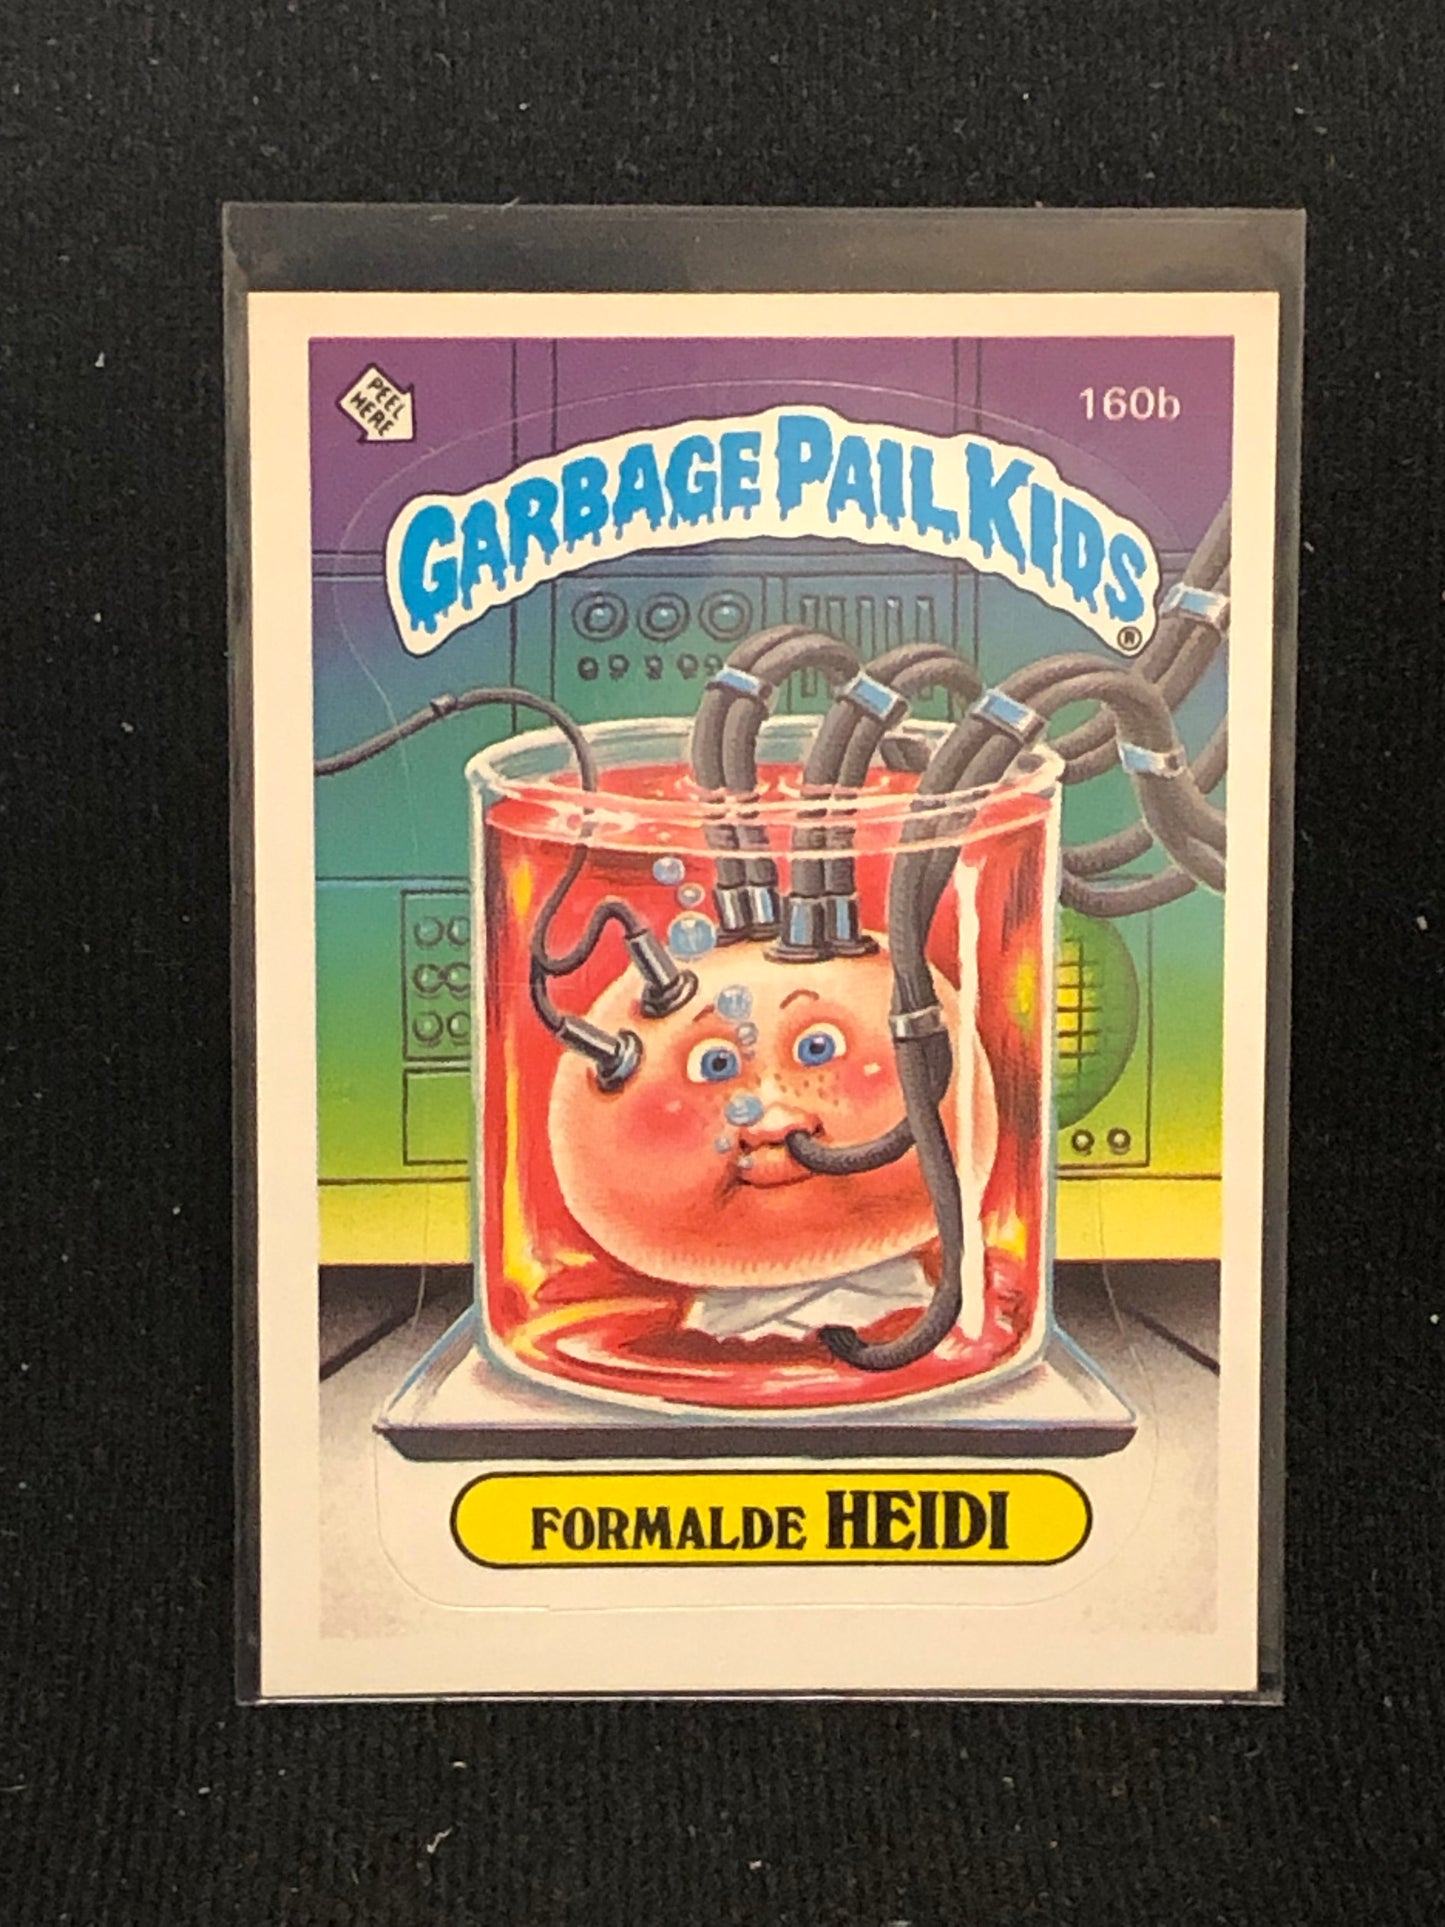 PEEL
HERE
160b
GARBAGE PAIL KIDS
®
FORMALDE HEIDI